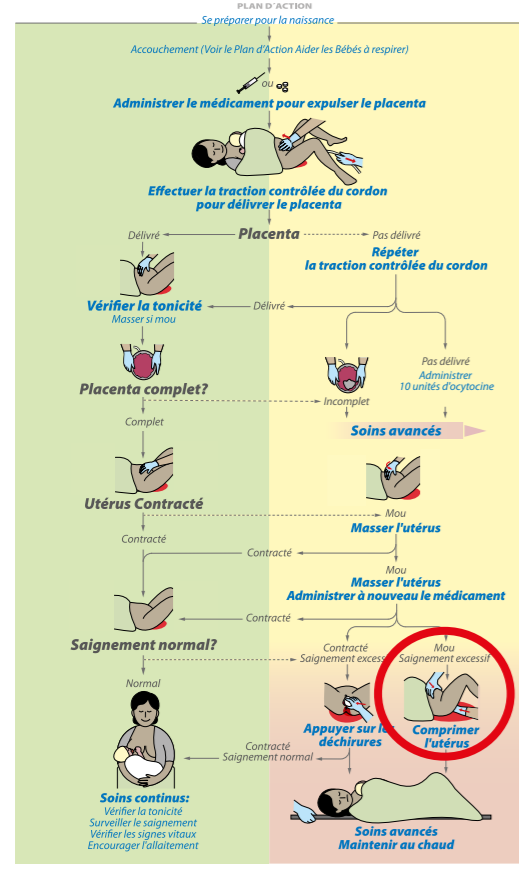 PLAN D'ACTION
Se préparer pour la naissance
Accouchement (Voir le Plan d'Action Aider les Bébés à respirer)
ou
Administrer le médicament pour expulser le placenta
Effectuer la traction contrôlée du cordon
pour délivrer le placenta
Délivré
Placenta
Pas délivré
Répéter
la traction contrôlée du cordon
Vérifier la tonicité
Masser si mou
Délivré
Placenta complet?
Incomplet
Pas délivré
Administrer
10 unités d'ocytocine
Complet
Soins avancés
Utérus Contracté
Mou
Masser l'utérus
Contracté
Contracté
Mou
Masser l'utérus
Administrer à nouveau le médicament
Contracté
Saignement normal?
Contracté
Saignement excess
Mou
Saignement excessif
Normal
Appuyer sur les
déchirures
Comprimer
l'utérus
Contracté
Saignement normal
Soins continus:
Vérifier la tonicité
Surveiller le saignement
Vérifier les signes vitaux
Encourager l'allaitement
Soins avancés
Maintenir au chaud